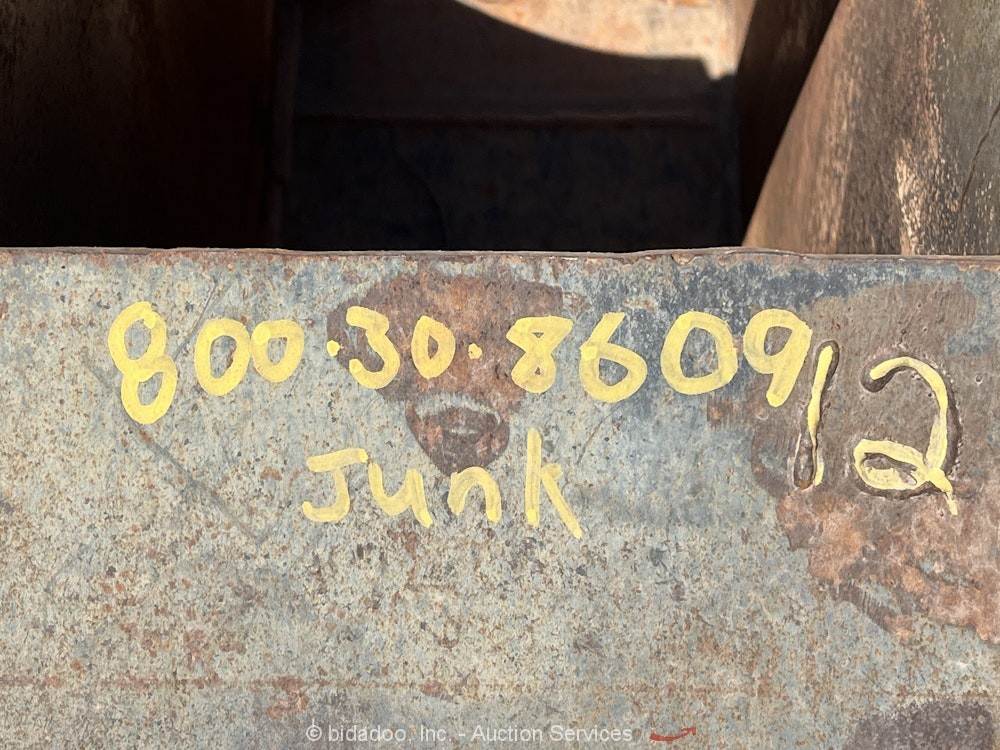 800.30.8609
12
Junk
© bidadoo, Inc. - Auction Services